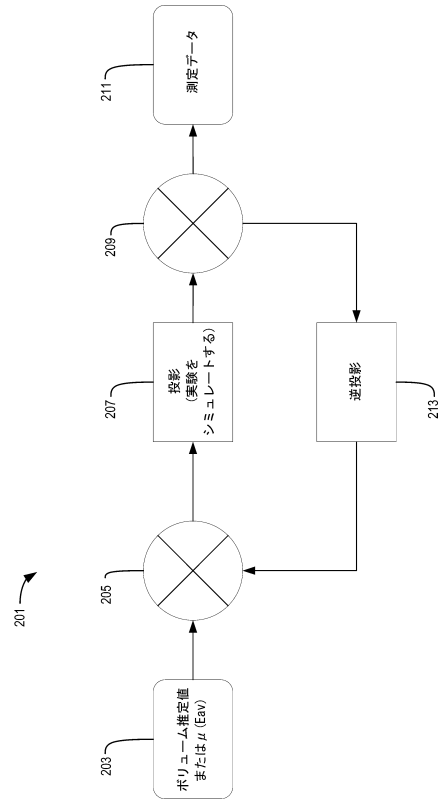 201
203
ボリューム推定値
またはμ(Eav)
205
207
投影
(実験を
シミュレートする)
209
211
測定データ
逆投影
213